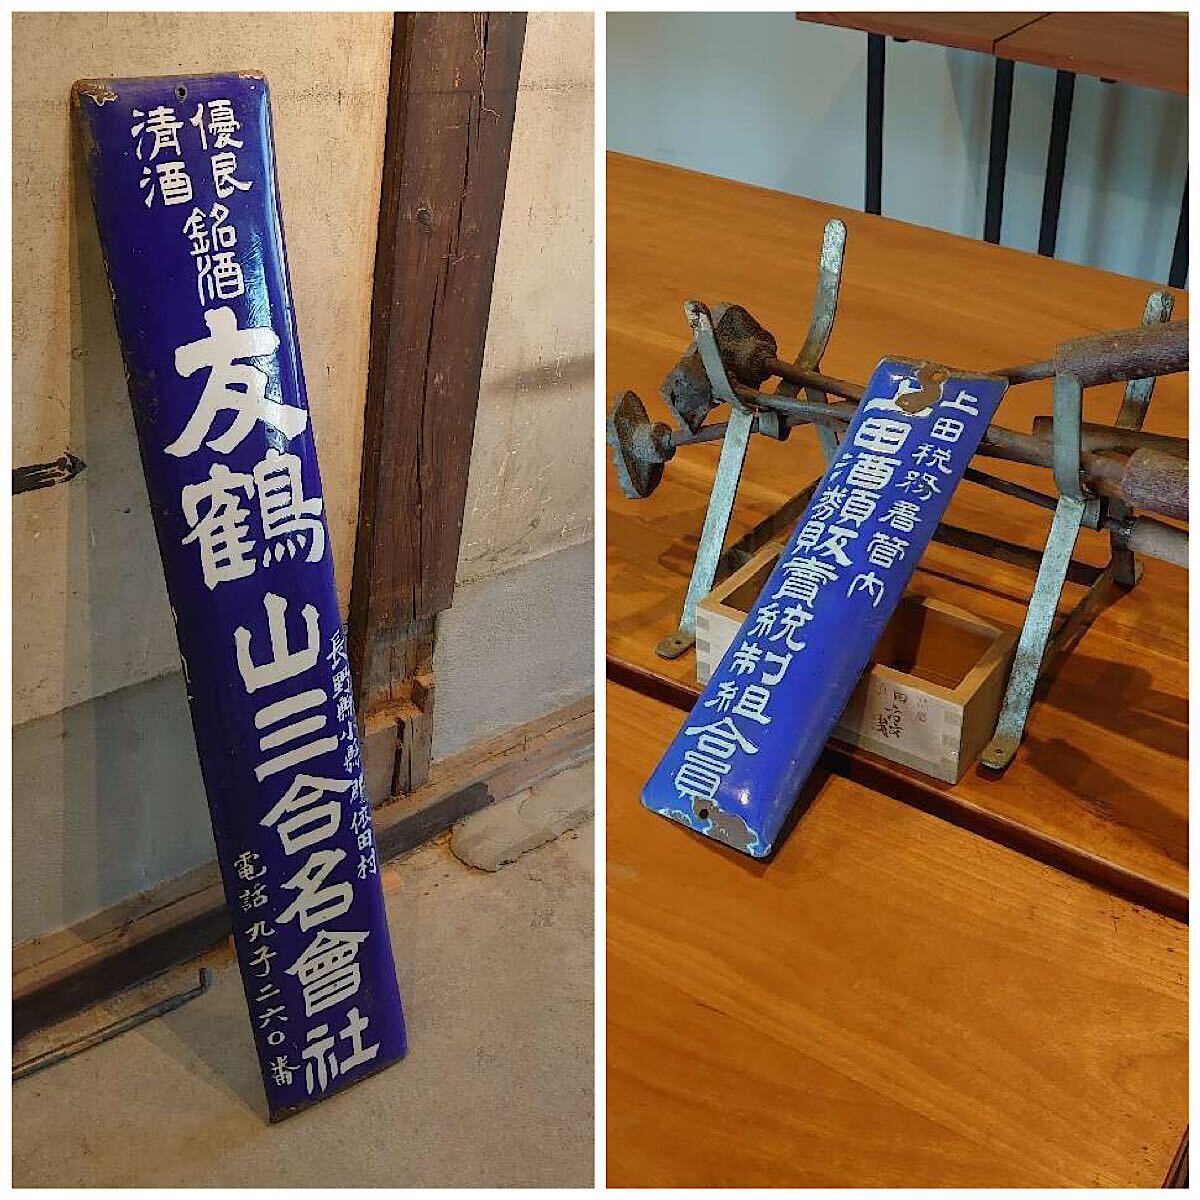 優良銘酒
清酒
友鶴
山三合名會社
長野縣小縣郡依田村
電話丸子二六〇番
上田税務署管内
上田酒類販賣統制組合員